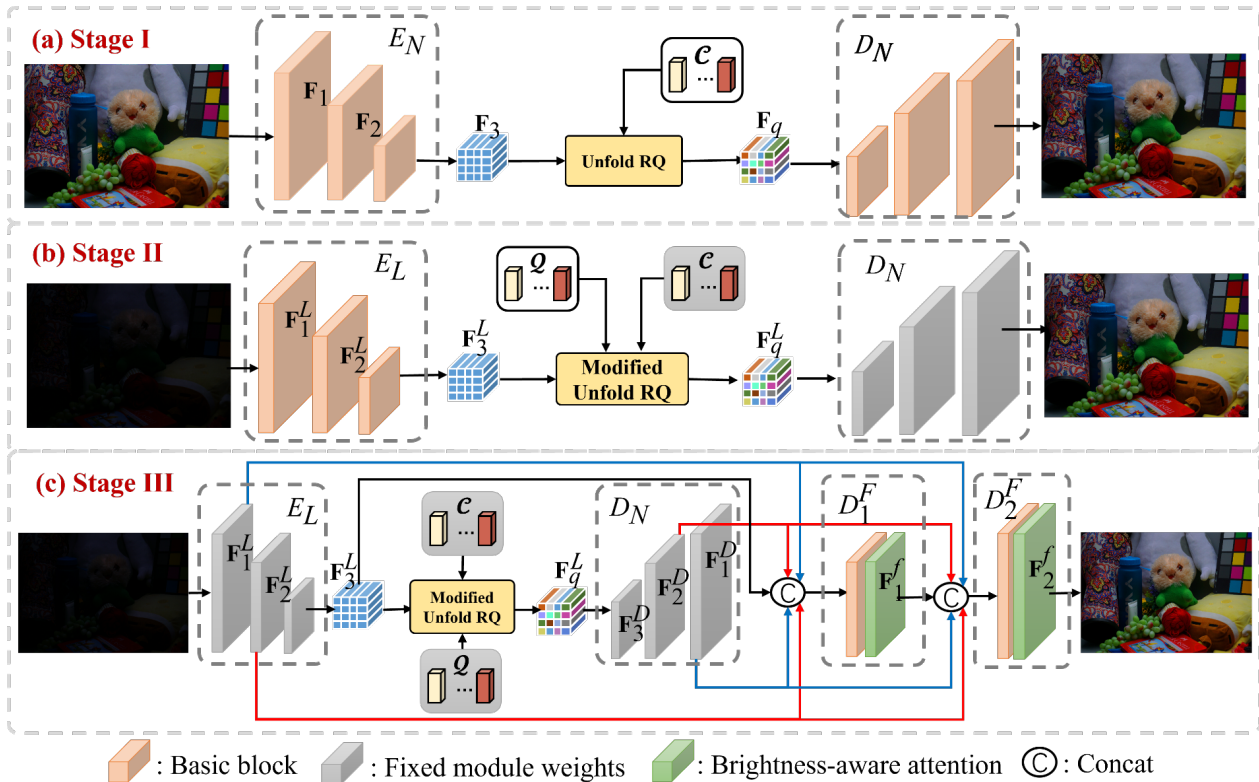 (a) Stage I
E_N
F_1
F_2
F_3
C
...
Unfold RQ
F_q
D_N
(b) Stage II
E_L
F_1^L
F_2^L
F_3^L
Q
...
C
...
Modified
Unfold RQ
F_q^L
D_N
(c) Stage III
E_L
F_1^L
F_2^L
F_3^L
C
...
Modified
Unfold RQ
Q
...
F_q^L
D_N
F_3^D
F_2^D
F_1^D
C
D_1^F
F_1^f
C
D_2^F
F_2^f
: Basic block
: Fixed module weights
: Brightness-aware attention
C : Concat